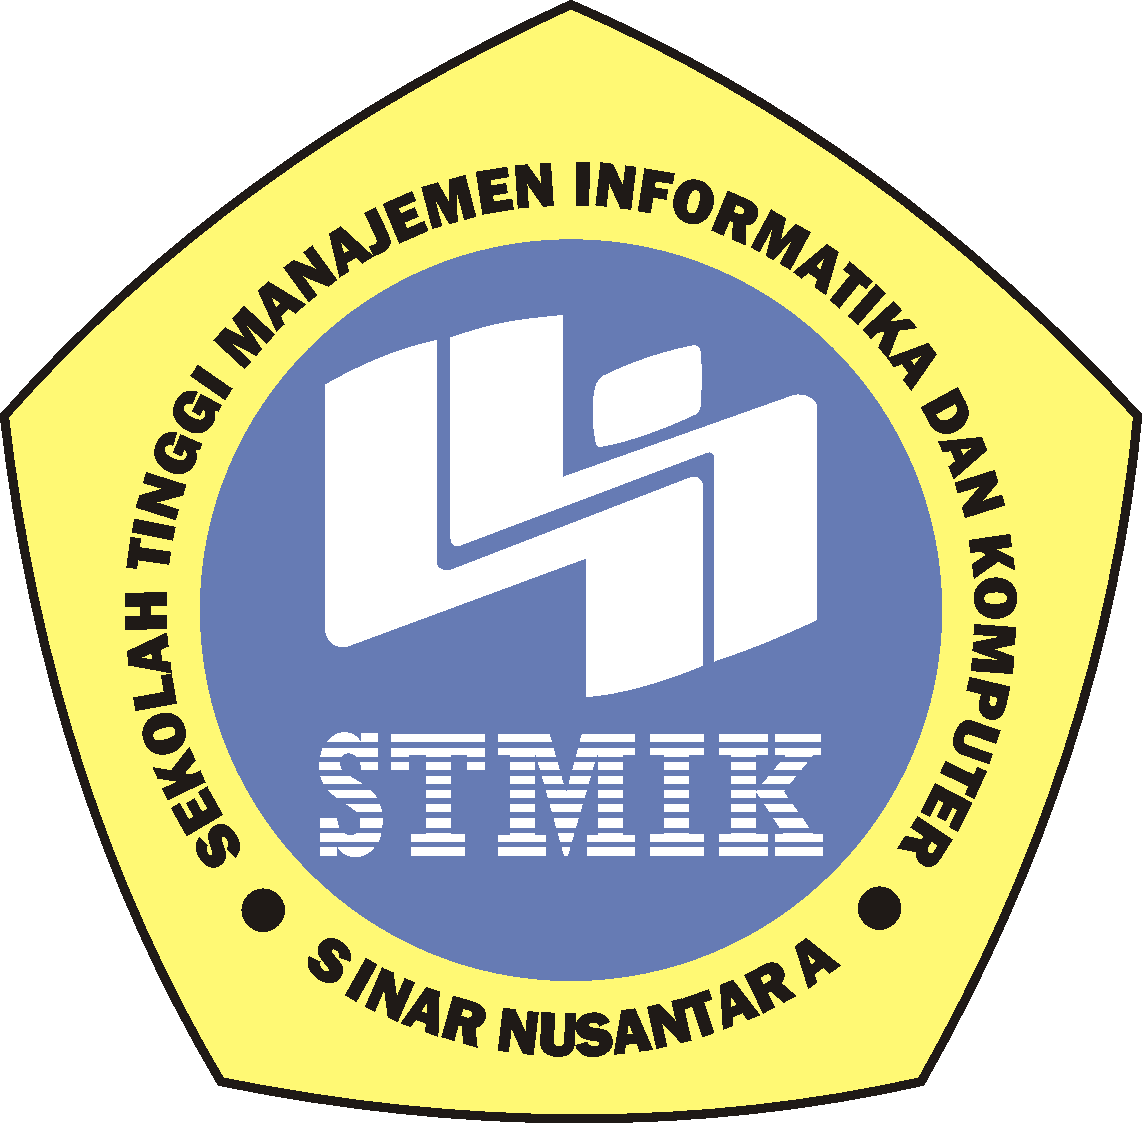 SEKOLAH TINGGI MANAJEMEN INFORMATIKA DAN KOMPUTER
STMIK
SINAR NUSANTARA